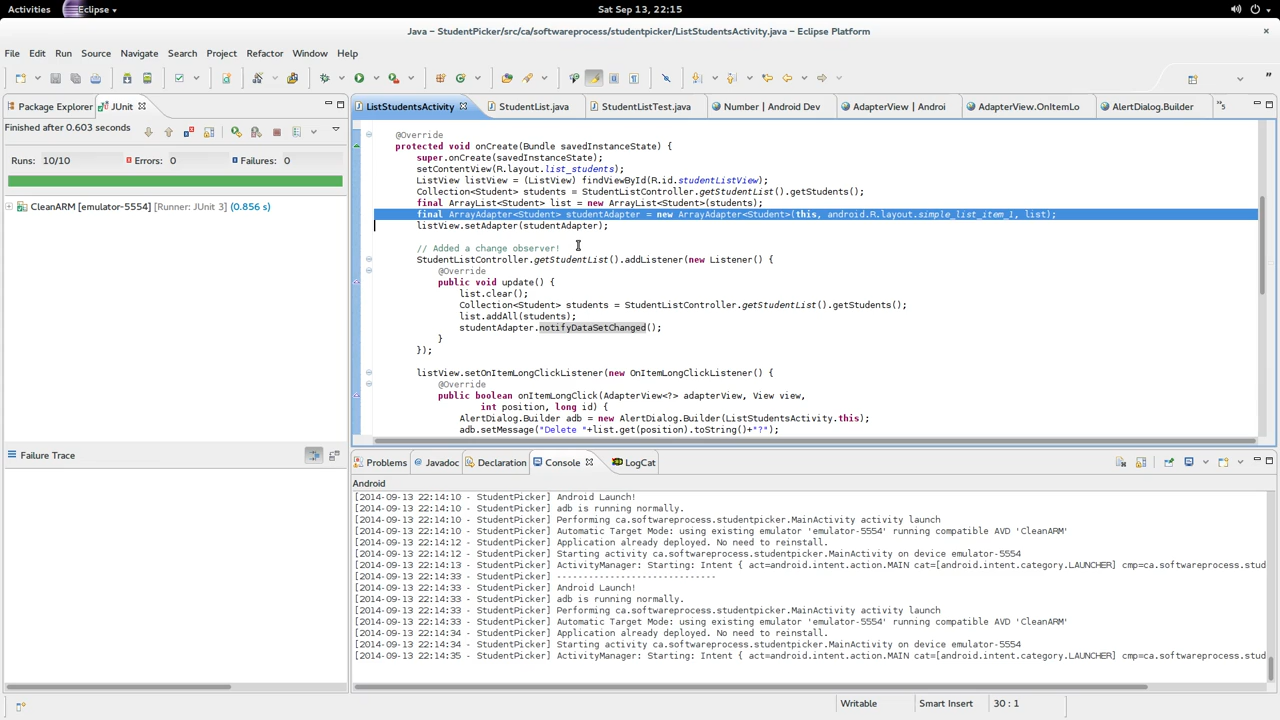 Activities
Eclipse
Sat Sep 13, 22:15
Java – StudentPicker/src/ca/softwareprocess/studentpicker/ListStudentsActivity.java – Eclipse Platform
File Edit Run Source Navigate Search Project Refactor Window Help
Package Explorer JUnit
Finished after 0.603 seconds
Runs: 10/10 Errors: 0 Failures: 0
CleanARM [emulator-5554] [Runner: JUnit 3] (0.856 s)
Failure Trace
ListStudentsActivity StudentList.java StudentListTest.java Number | Android Dev AdapterView | Androi AdapterView.OnItemLo AlertDialog.Builder »5
@Override
protected void onCreate(Bundle savedInstanceState) {
super.onCreate(savedInstanceState);
setContentView(R.layout.list_students);
ListView listView = (ListView) findViewById(R.id.studentListView);
Collection<Student> students = StudentListController.getStudentList().getStudents();
final ArrayList<Student> list = new ArrayList<Student>(students);
final ArrayAdapter<Student> studentAdapter = new ArrayAdapter<Student>(this, android.R.layout.simple_list_item_1, list);
listView.setAdapter(studentAdapter);
// Added a change observer!
StudentListController.getStudentList().addListener(new Listener() {
@Override
public void update() {
list.clear();
Collection<Student> students = StudentListController.getStudentList().getStudents();
list.addAll(students);
studentAdapter.notifyDataSetChanged();
}
});
listView.setOnItemLongClickListener(new OnItemLongClickListener() {
@Override
public boolean onItemLongClick(AdapterView<?> adapterView, View view,
int position, long id) {
AlertDialog.Builder adb = new AlertDialog.Builder(ListStudentsActivity.this);
adb.setMessage("Delete "+list.get(position).toString()+"?");
Problems Javadoc Declaration Console LogCat
Android
[2014-09-13 22:14:10 - StudentPicker] Android Launch!
[2014-09-13 22:14:10 - StudentPicker] adb is running normally.
[2014-09-13 22:14:10 - StudentPicker] Performing ca.softwareprocess.studentpicker.MainActivity activity launch
[2014-09-13 22:14:10 - StudentPicker] Automatic Target Mode: using existing emulator 'emulator-5554' running compatible AVD 'CleanARM'
[2014-09-13 22:14:12 - StudentPicker] Application already deployed. No need to reinstall.
[2014-09-13 22:14:12 - StudentPicker] Starting activity ca.softwareprocess.studentpicker.MainActivity on device emulator-5554
[2014-09-13 22:14:13 - StudentPicker] ActivityManager: Starting: Intent { act=android.intent.action.MAIN cat=[android.intent.category.LAUNCHER] cmp=ca.softwareprocess.stud
[2014-09-13 22:14:33 - StudentPicker] ------------------------------
[2014-09-13 22:14:33 - StudentPicker] Android Launch!
[2014-09-13 22:14:33 - StudentPicker] adb is running normally.
[2014-09-13 22:14:33 - StudentPicker] Performing ca.softwareprocess.studentpicker.MainActivity activity launch
[2014-09-13 22:14:33 - StudentPicker] Automatic Target Mode: using existing emulator 'emulator-5554' running compatible AVD 'CleanARM'
[2014-09-13 22:14:34 - StudentPicker] Application already deployed. No need to reinstall.
[2014-09-13 22:14:34 - StudentPicker] Starting activity ca.softwareprocess.studentpicker.MainActivity on device emulator-5554
[2014-09-13 22:14:35 - StudentPicker] ActivityManager: Starting: Intent { act=android.intent.action.MAIN cat=[android.intent.category.LAUNCHER] cmp=ca.softwareprocess.stud
Writable Smart Insert 30 : 1